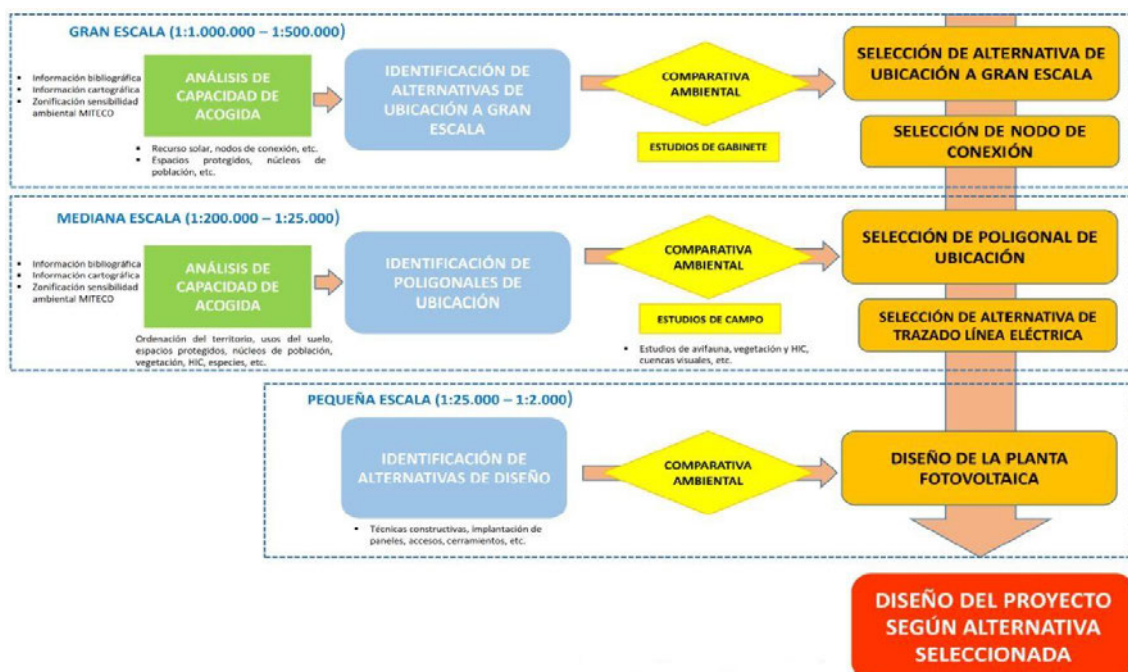 GRAN ESCALA (1:1.000.000 – 1:500.000)
▪ Información bibliográfica
▪ Información cartográfica
▪ Zonificación sensibilidad
ambiental MITECO
ANÁLISIS DE
CAPACIDAD DE
ACOGIDA
▪ Recurso solar, nodos de conexión, etc.
▪ Espacios protegidos, núcleos de
población, etc.
IDENTIFICACIÓN DE
ALTERNATIVAS DE
UBICACIÓN A GRAN
ESCALA
COMPARATIVA
AMBIENTAL
ESTUDIOS DE GABINETE
SELECCIÓN DE ALTERNATIVA DE
UBICACIÓN A GRAN ESCALA
SELECCIÓN DE NODO DE
CONEXIÓN
MEDIANA ESCALA (1:200.000 – 1:25.000)
▪ Información bibliográfica
▪ Información cartográfica
▪ Zonificación sensibilidad
ambiental MITECO
ANÁLISIS DE
CAPACIDAD DE
ACOGIDA
Ordenación del territorio, usos del suelo,
espacios protegidos, núcleos de población,
vegetación, HIC, especies, etc.
IDENTIFICACIÓN DE
POLIGONALES DE
UBICACIÓN
COMPARATIVA
AMBIENTAL
ESTUDIOS DE CAMPO
▪ Estudios de avifauna, vegetación y HIC,
cuencas visuales, etc.
SELECCIÓN DE POLIGONAL DE
UBICACIÓN
SELECCIÓN DE ALTERNATIVA DE
TRAZADO LÍNEA ELÉCTRICA
PEQUEÑA ESCALA (1:25.000 – 1:2.000)
IDENTIFICACIÓN DE
ALTERNATIVAS DE DISEÑO
▪ Técnicas constructivas, implantación de
paneles, accesos, cerramientos, etc.
COMPARATIVA
AMBIENTAL
DISEÑO DE LA PLANTA
FOTOVOLTAICA
DISEÑO DEL PROYECTO
SEGÚN ALTERNATIVA
SELECCIONADA